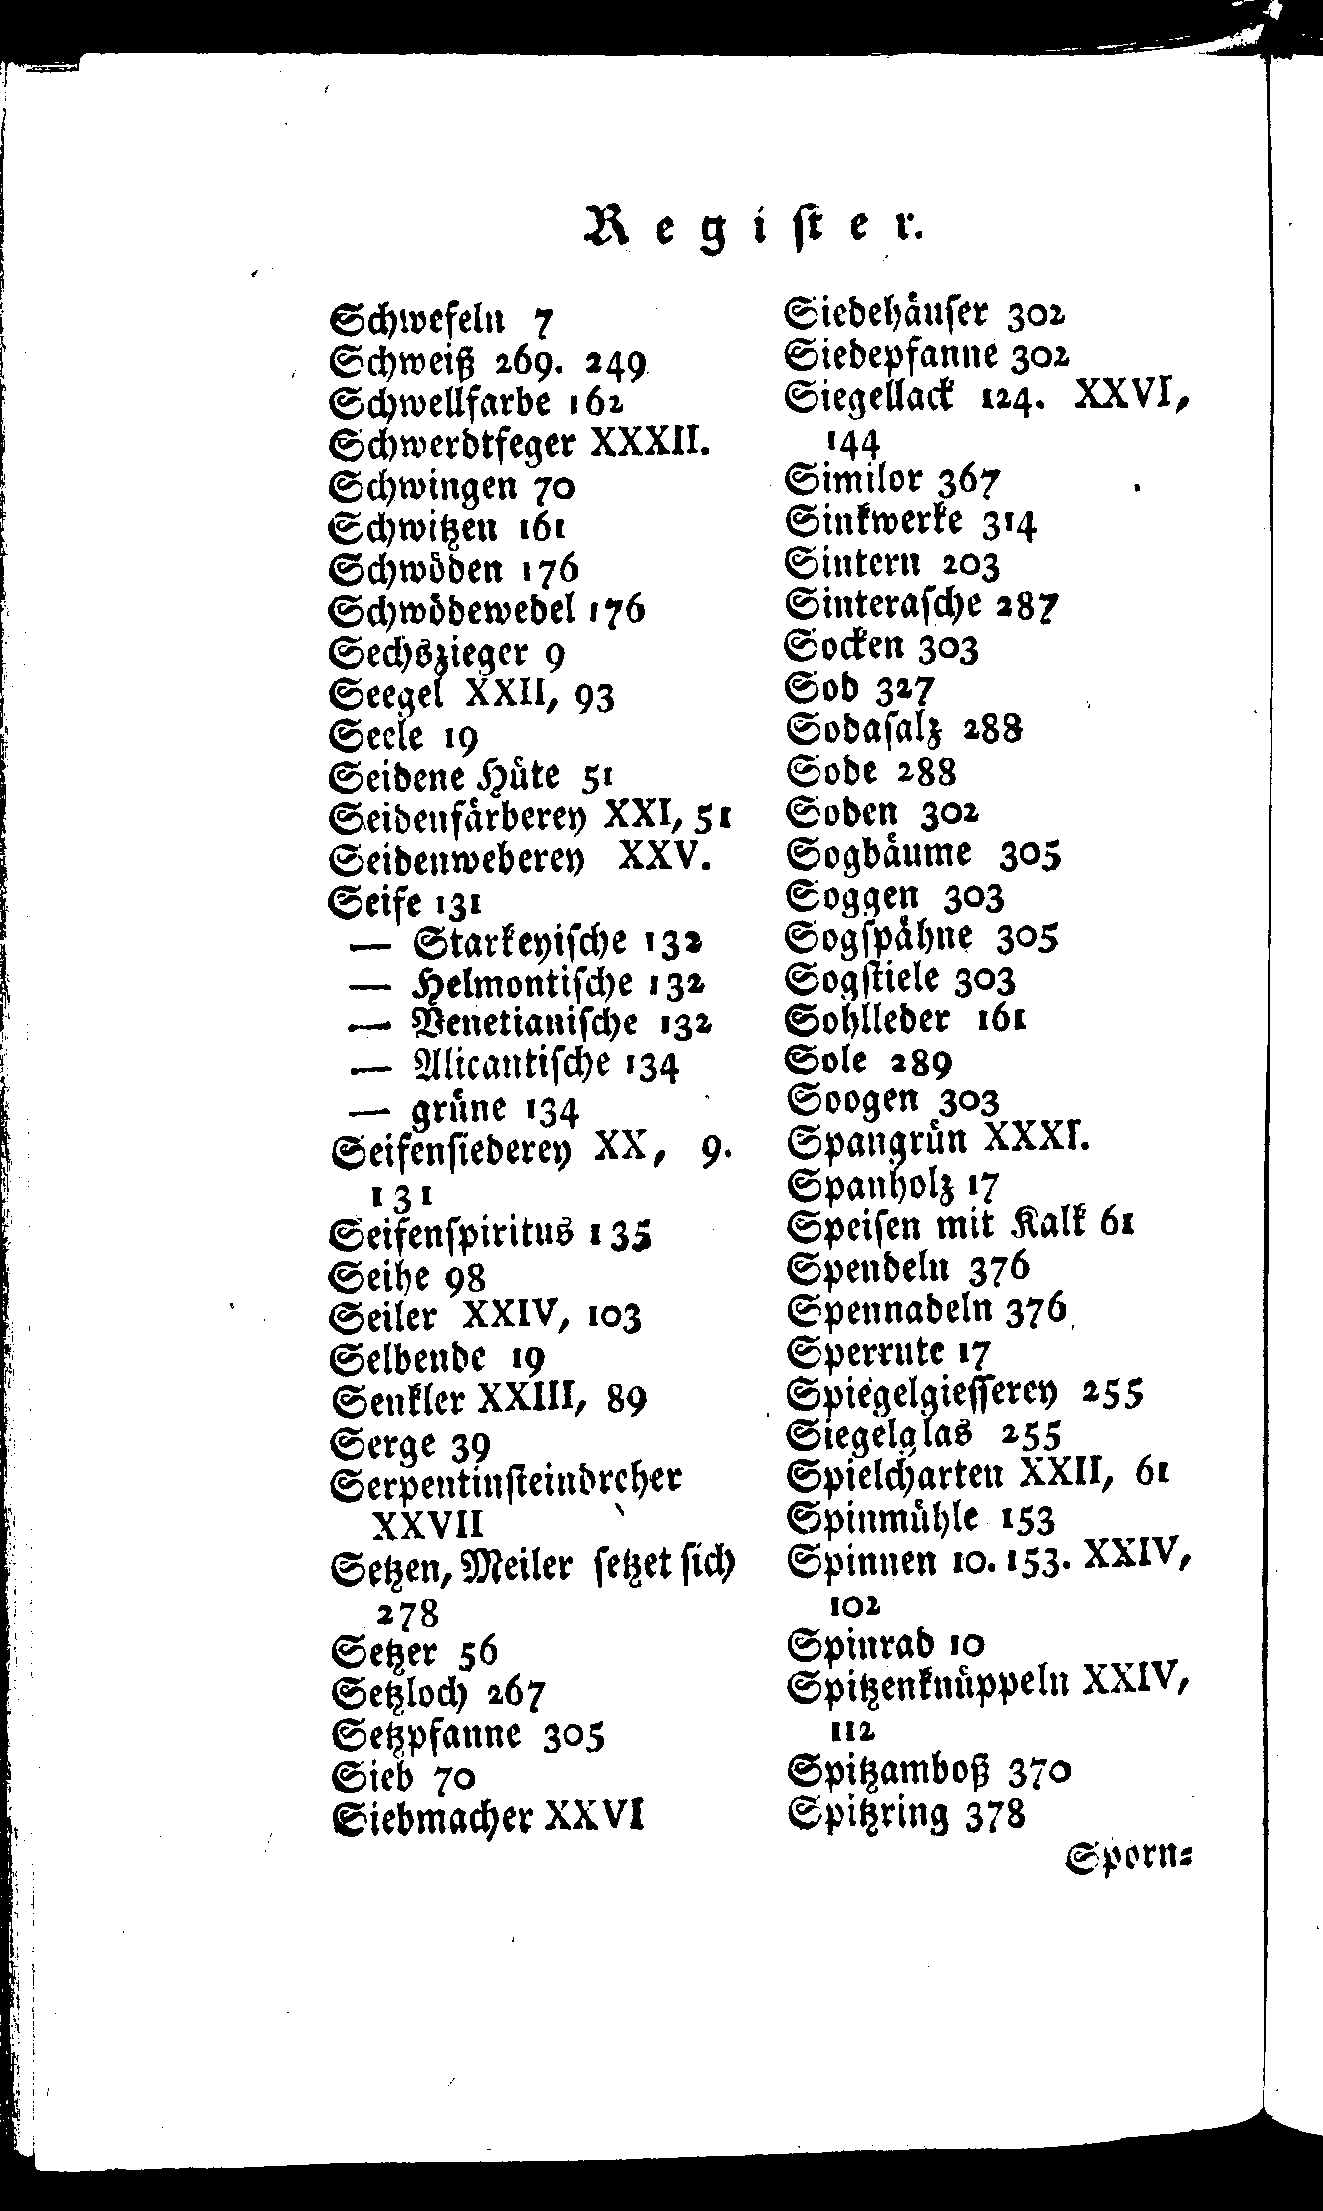 Regiſter.
Schwefeln 7
Schweiß 269. 249
Schwellfarbe 162
Schwerdtfeger XXXII.
Schwingen 70
Schwitzen 161
Schwöden 176
Schwödewedel 176
Sechszieger 9
Seegel XXII, 93
Seele 19
Seidene Hüte 51
Seidenfärberey XXI, 51
Seidenweberey XXV.
Seife 131
— Starkeyiſche 132
— Helmontiſche 132
— Venetianiſche 132
— Alicantiſche 134
— grüne 134
Seifenſiederey XX, 9.
131
Seifenſpiritus 135
Seihe 98
Seiler XXIV, 103
Selbende 19
Senkler XXIII, 89
Serge 39
Serpentinſteindreher
XXVII
Setzen, Meiler ſetzet ſich
278
Setzer 56
Setzloch 267
Setzpfanne 305
Sieb 70
Siebmacher XXVI
Siedehäuſer 302
Siedepfanne 302
Siegellack 124. XXVI,
144
Similor 367
Sinkwerke 314
Sintern 203
Sinteraſche 287
Socken 303
Sod 327
Sodaſalz 288
Sode 288
Soden 302
Sogbäume 305
Soggen 303
Sogſpähne 305
Sogſtiele 303
Sohlleder 161
Sole 289
Soogen 303
Spangrün XXXI.
Spanholz 17
Speiſen mit Kalk 61
Spendeln 376
Spennadeln 376
Sperrute 17
Spiegelgieſſerey 255
Siegelglas 255
Spielcharten XXII, 61
Spinmühle 153
Spinnen 10. 153. XXIV,
102
Spinrad 10
Spitzenknüppeln XXIV,
112
Spitzamboß 370
Spitzring 378
Sporn⸗